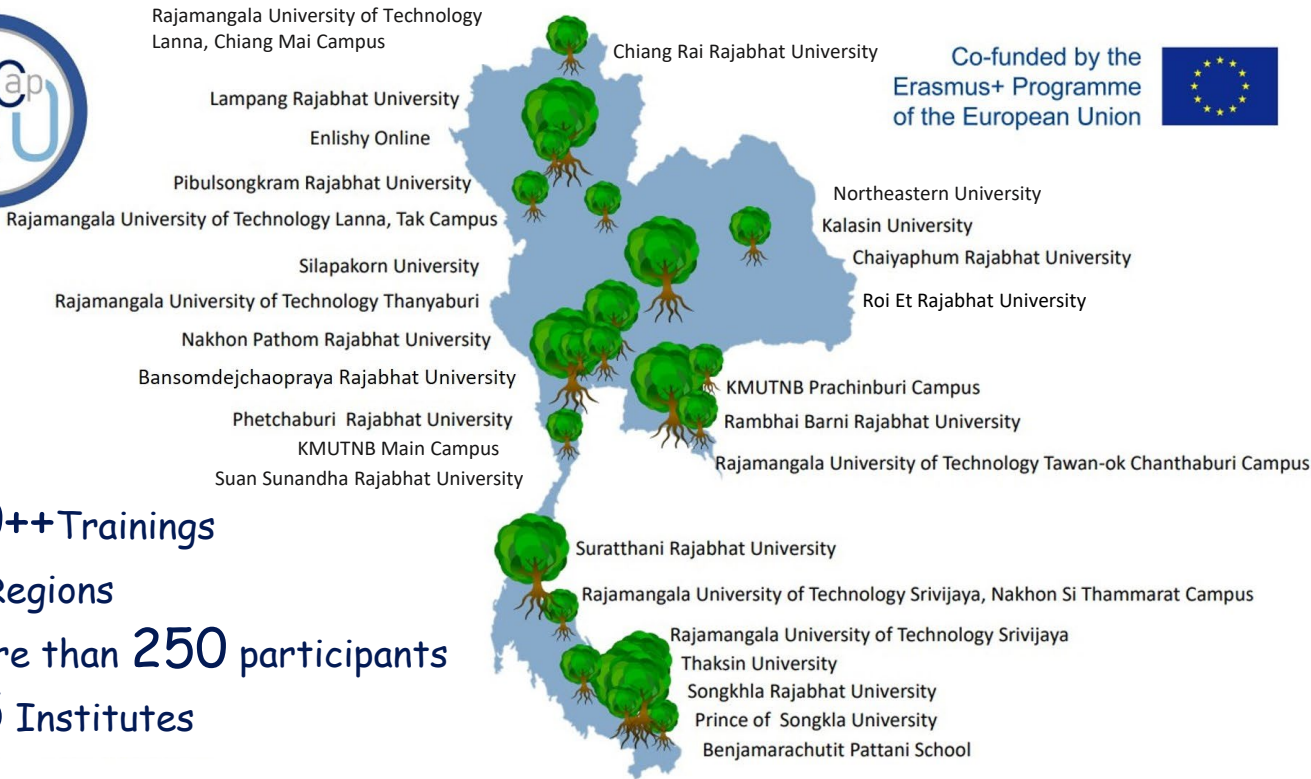 Rajamangala University of Technology
Lanna, Chiang Mai Campus
Chiang Rai Rajabhat University
Co-funded by the
Erasmus+ Programme
of the European Union
ap
U
Lampang Rajabhat University
Enlishy Online
Pibulsongkram Rajabhat University
Rajamangala University of Technology Lanna, Tak Campus
Silapakorn University
Rajamangala University of Technology Thanyaburi
Nakhon Pathom Rajabhat University
Bansomdejchaopraya Rajabhat University
Phetchaburi Rajabhat University
KMUTNB Main Campus
Suan Sunandha Rajabhat University
Northeastern University
Kalasin University
Chaiyaphum Rajabhat University
Roi Et Rajabhat University
KMUTNB Prachinburi Campus
Rambhai Barni Rajabhat University
Rajamangala University of Technology Tawan-ok Chanthaburi Campus
++Trainings
Regions
re than 250 participants
Institutes
Suratthani Rajabhat University
Rajamangala University of Technology Srivijaya, Nakhon Si Thammarat Campus
Rajamangala University of Technology Srivijaya
Thaksin University
Songkhla Rajabhat University
Prince of Songkla University
Benjamarachutit Pattani School